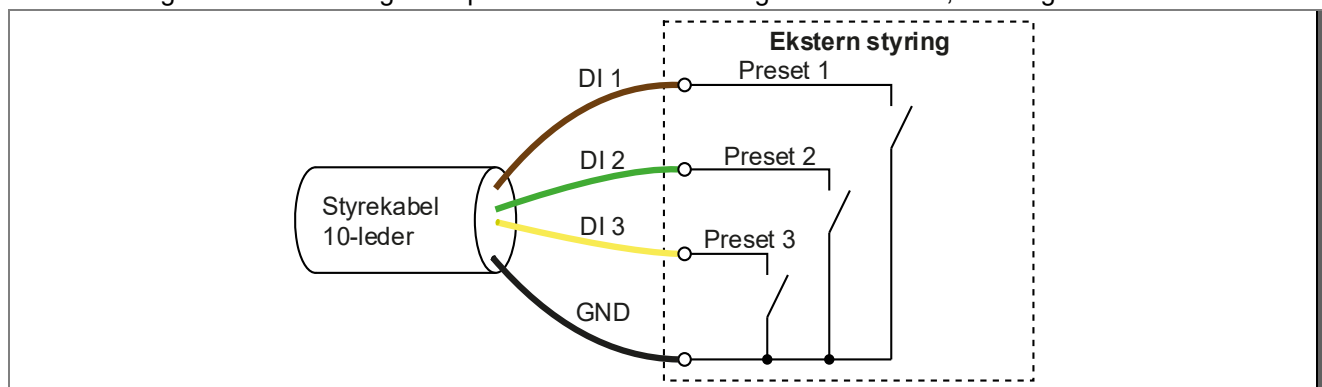 Ekstern styring
DI 1
Preset 1
DI 2
Preset 2
Styrekabel
10-leder
DI 3
Preset 3
GND